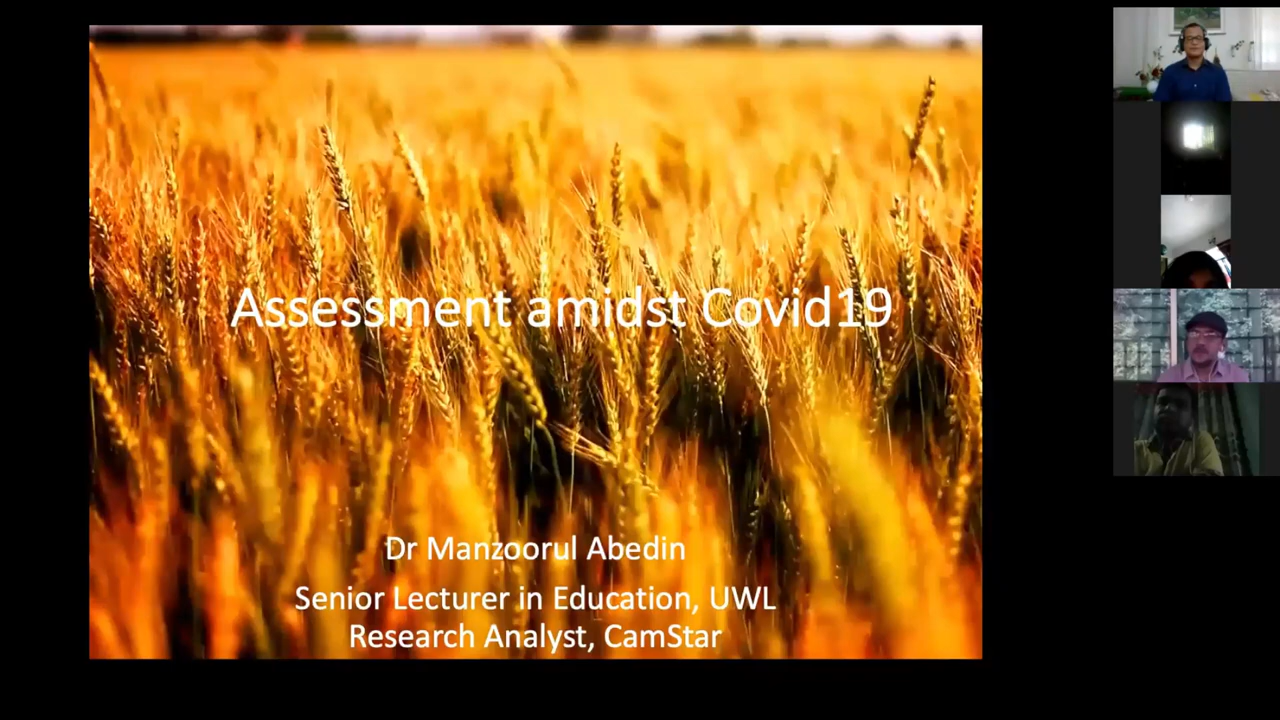 Assessment amidst Covid19
Dr Manzoorul Abedin
Senior Lecturer in Education, UWL
Research Analyst, CamStar